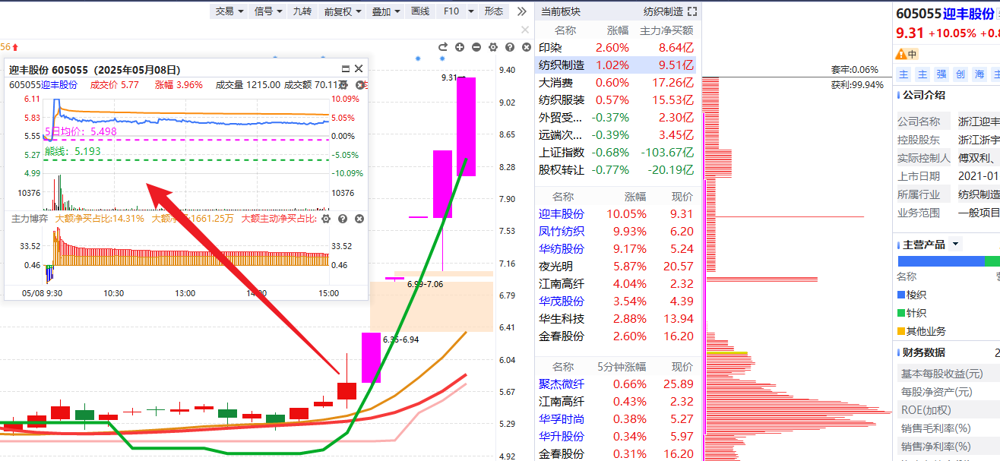 交易 信号 九转 前复权 叠加 画线 F10 形态
56
迎丰股份 605055（2025年05月08日）
605055迎丰股份 成交价 5.77 涨幅 3.96% 成交量 1215.00 成交额 70.11
6.11 10.09%
5.83 5.05%
5日均价：5.498
5.55 0.00%
熊线：5.193
5.27 -5.05%
4.99 -10.09%
10376 10376
主力博弈 大额净买占比:14.31% 1661.25万 大额主动净买占比:
33.52 33.52
0.46 0.46
05/08 9:30 10:30 13:00 14:00 15:00
9.31
6.99-7.06
6.35-6.94
9.40
9.02
8.65
8.28
7.90
7.53
7.16
6.79
6.41
6.04
5.67
5.29
4.92
当前板块 纺织制造
名称 涨幅 主力净买额
印染 2.60% 8.64亿
纺织制造 1.02% 9.51亿
大消费 0.60% 17.26亿
纺织服装 0.57% 15.53亿
外贸受... -0.37% 2.30亿
远端次... -0.39% 3.45亿
上证指数 -0.68% -103.67亿
股权转让 -0.77% -20.19亿
名称 涨幅 现价
迎丰股份 10.05% 9.31
凤竹纺织 9.93% 6.20
华纺股份 9.17% 5.24
夜光明 5.87% 20.57
江南高纤 4.04% 2.32
华茂股份 3.54% 4.39
华生科技 2.88% 13.94
金春股份 2.60% 16.20
名称 5分钟涨幅 现价
聚杰微纤 0.66% 25.89
江南高纤 0.43% 2.32
华孚时尚 0.38% 5.27
华升股份 0.34% 5.97
金春股份 0.31% 16.20
套牢:0.06%
获利:99.94%
605055迎丰股份
9.31 +10.05% +0.8
中
主 主 强 创 海 主
公司介绍
公司名称 浙江迎丰
控股股东 浙江浙宇
实际控制人 傅双利、
上市日期 2021-01
所属行业 纺织制造
业务范围 一般项目
主营产品
名称
梭织
针织
其他业务
财务数据 2
基本每股收益(元)
每股净资产(元)
ROE(加权)
销售毛利率(%)
销售净利率(%)